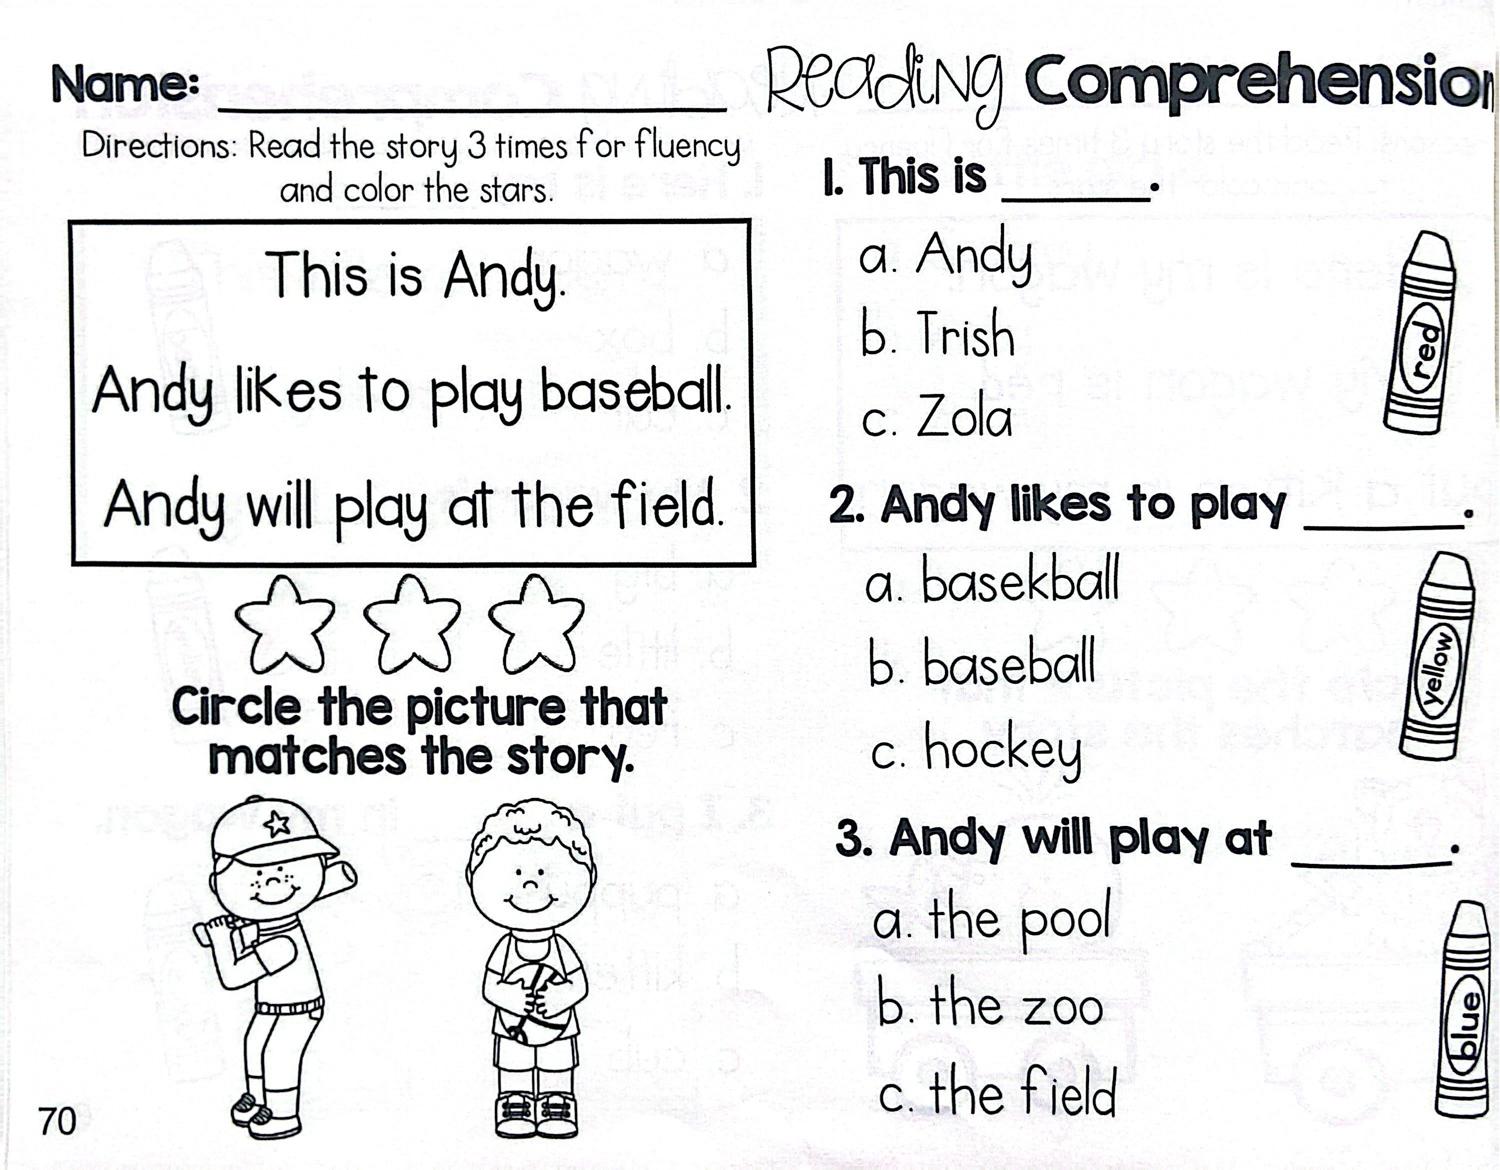 Name:
Directions: Read the story 3 times for fluency
and color the stars.
This is Andy.
Andy likes to play baseball.
Andy will play at the field.
Circle the picture that
matches the story.
70
Reading Comprehension
1. This is ______.
a. Andy
b. Trish
c. Zola
red
2. Andy likes to play ______.
a. basekball
b. baseball
c. hockey
yellow
3. Andy will play at ______.
a. the pool
b. the zoo
c. the field
blue